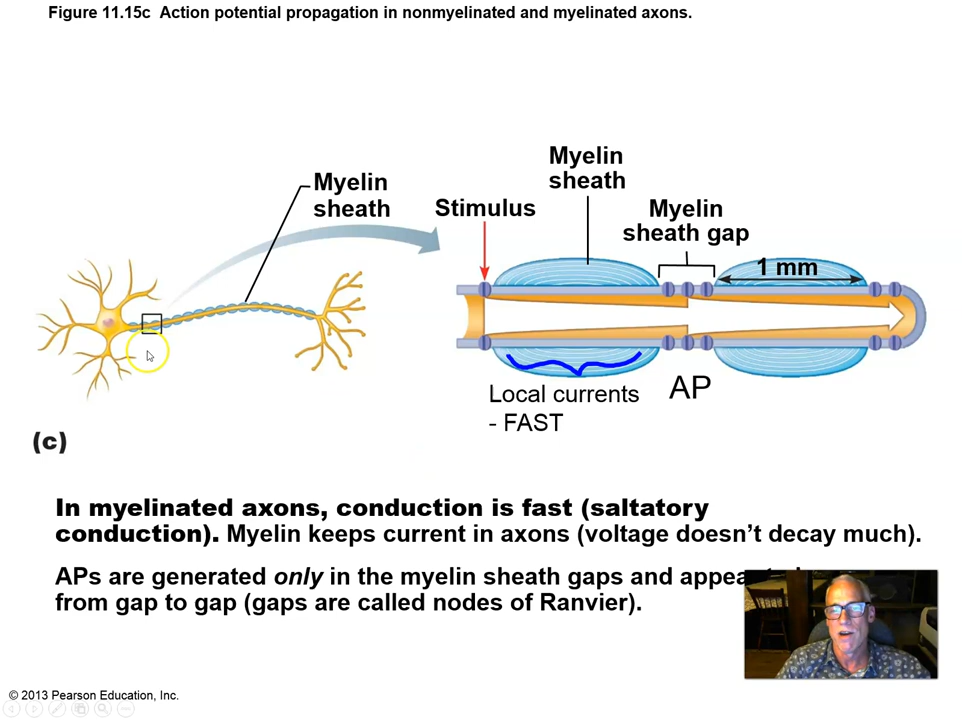 Figure 11.15c  Action potential propagation in nonmyelinated and myelinated axons.
Myelin
sheath
Stimulus
Myelin
sheath
Myelin
sheath gap
1 mm
Local currents
- FAST
AP
(c)
In myelinated axons, conduction is fast (saltatory
conduction). Myelin keeps current in axons (voltage doesn’t decay much).
APs are generated only in the myelin sheath gaps and
from gap to gap (gaps are called nodes of Ranvier).
© 2013 Pearson Education, Inc.